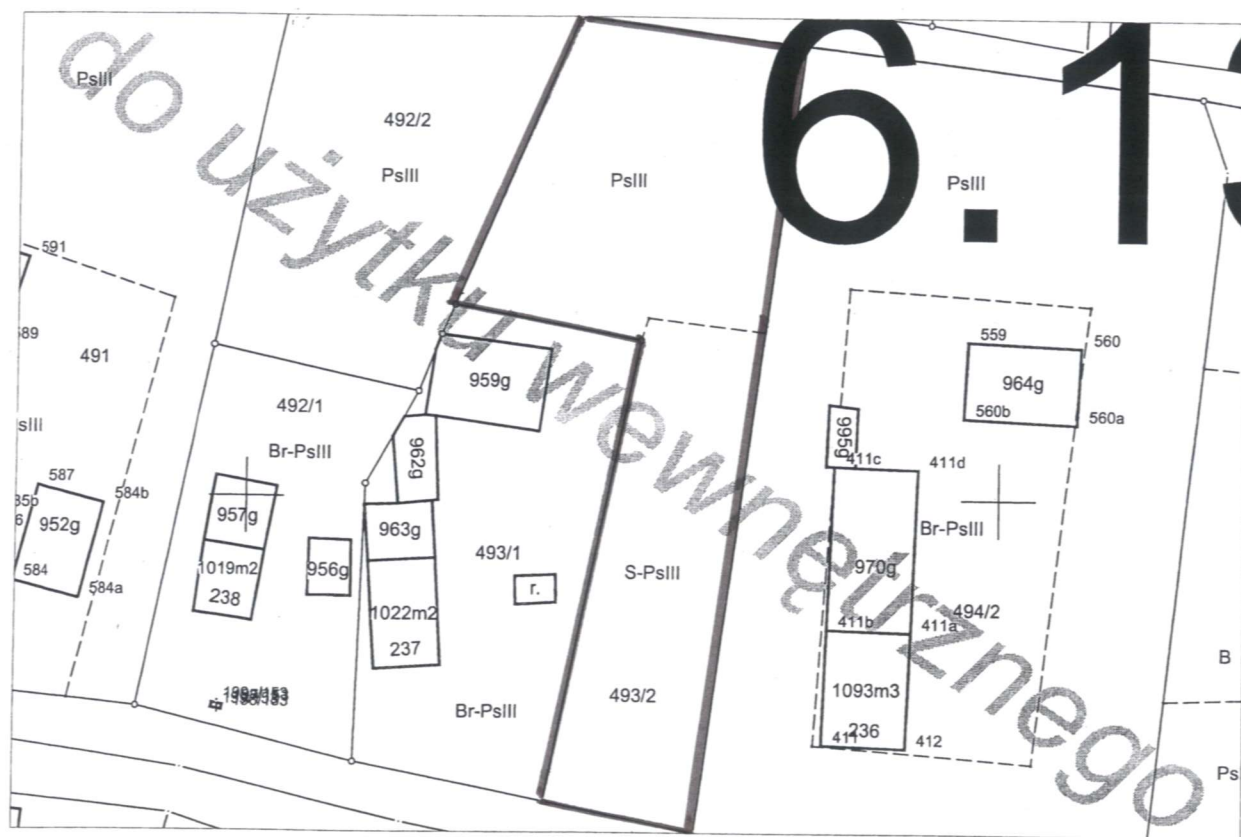 do użytku wewnętrznego
6.13
PsIII
492/2
PsIII
PsIII
PsIII
591
589
491
sIII
492/1
Br-PsIII
959g
962g
559
560
964g
560b
560a
995g
411c
411d
587
584b
952g
584
584a
957g
1019m2
238
956g
963g
1022m2
237
493/1
r.
S-PsIII
Br-PsIII
970g
494/2
411b
411a
1093m3
236
411
412
493/2
Br-PsIII
B
Ps